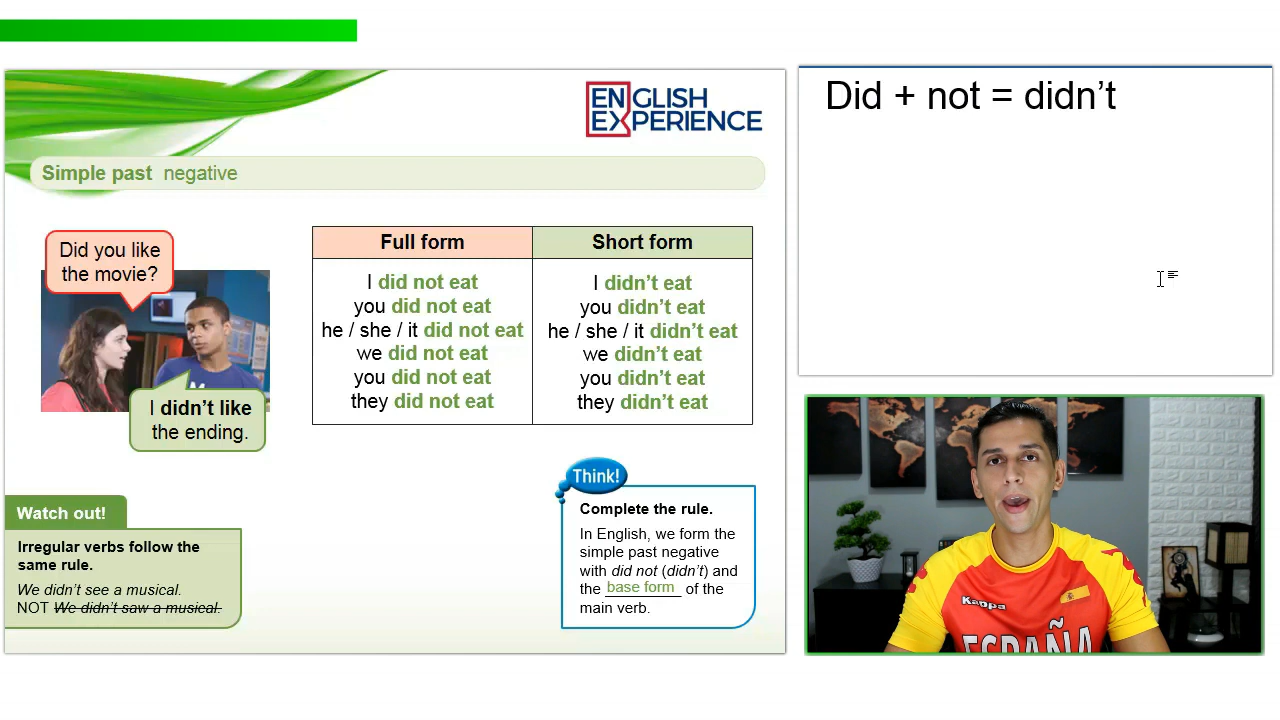 ENGLISH
EXPERIENCE
Simple past negative
Did you like
the movie?
I didn't like
the ending.
Full form
I did not eat
you did not eat
he / she / it did not eat
we did not eat
you did not eat
they did not eat
Short form
I didn't eat
you didn't eat
he / she / it didn't eat
we didn't eat
you didn't eat
they didn't eat
Watch out!
Irregular verbs follow the
same rule.
We didn't see a musical.
NOT We didn't saw a musical.
Think!
Complete the rule.
In English, we form the
simple past negative
with did not (didn't) and
the base form of the
main verb.
Did + not = didn't
Kappa
ESPAÑA